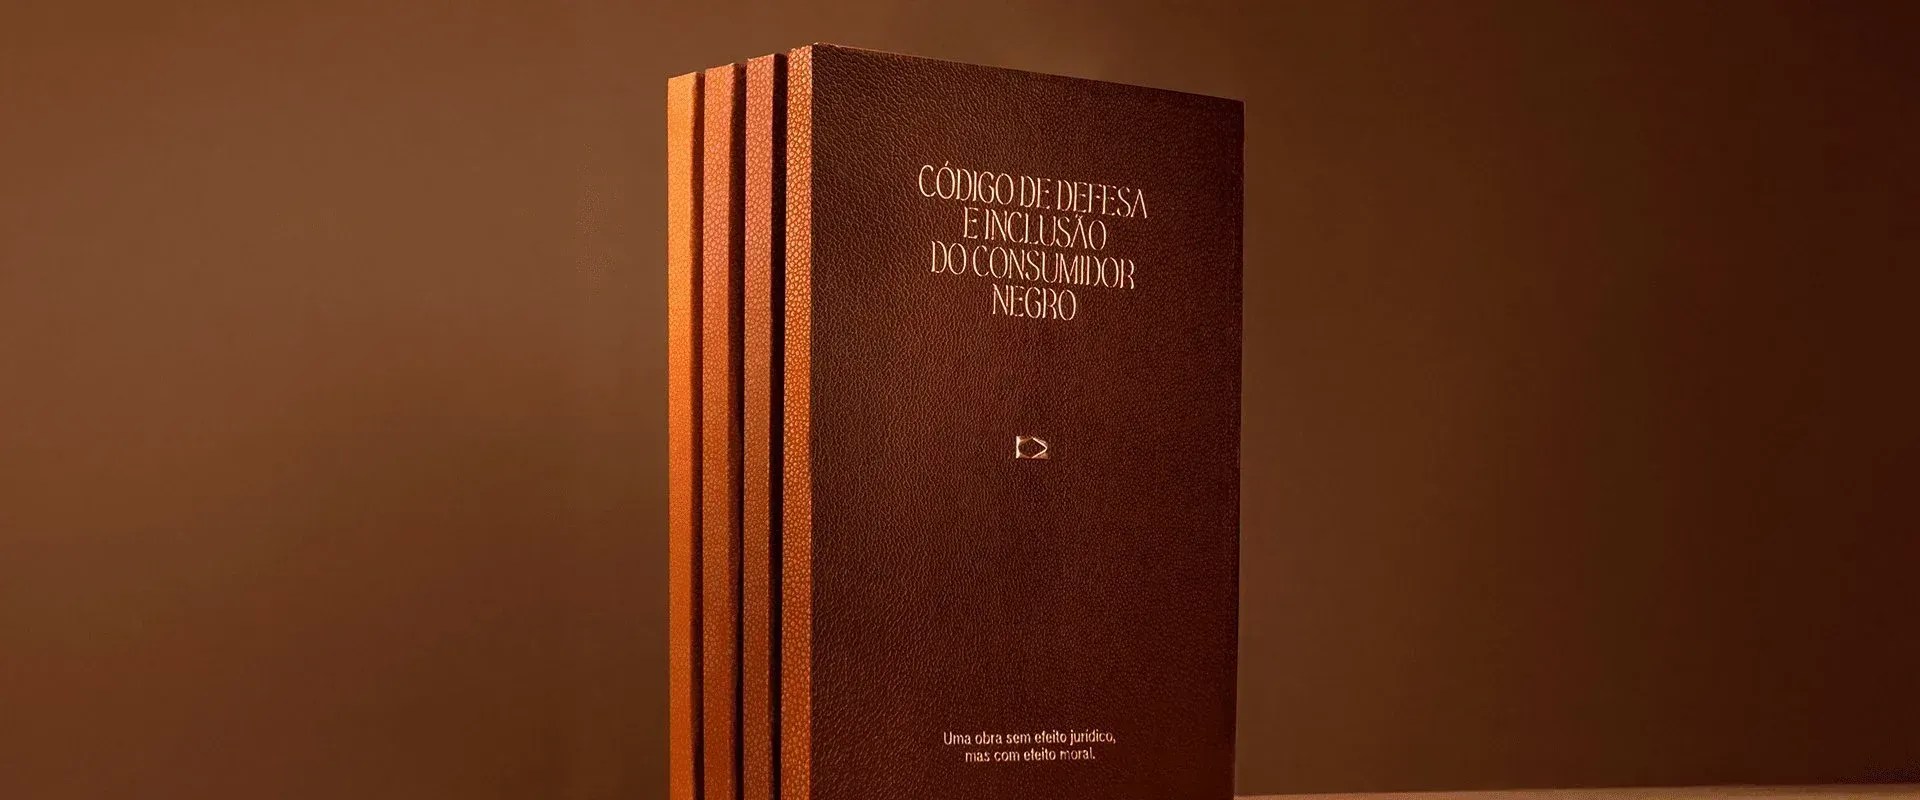 CÓDIGO DE DEFESA
E INCLUSÃO
DO CONSUMIDOR
NEGRO
Uma obra sem efeito jurídico,
mas com efeito moral.